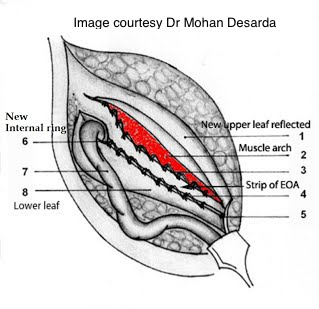 Image courtesy Dr Mohan Desarda
New
Internal ring
6
7
8
Lower leaf
New upper leaf reflected
1
Muscle arch
2
3
Strip of EOA
4
5